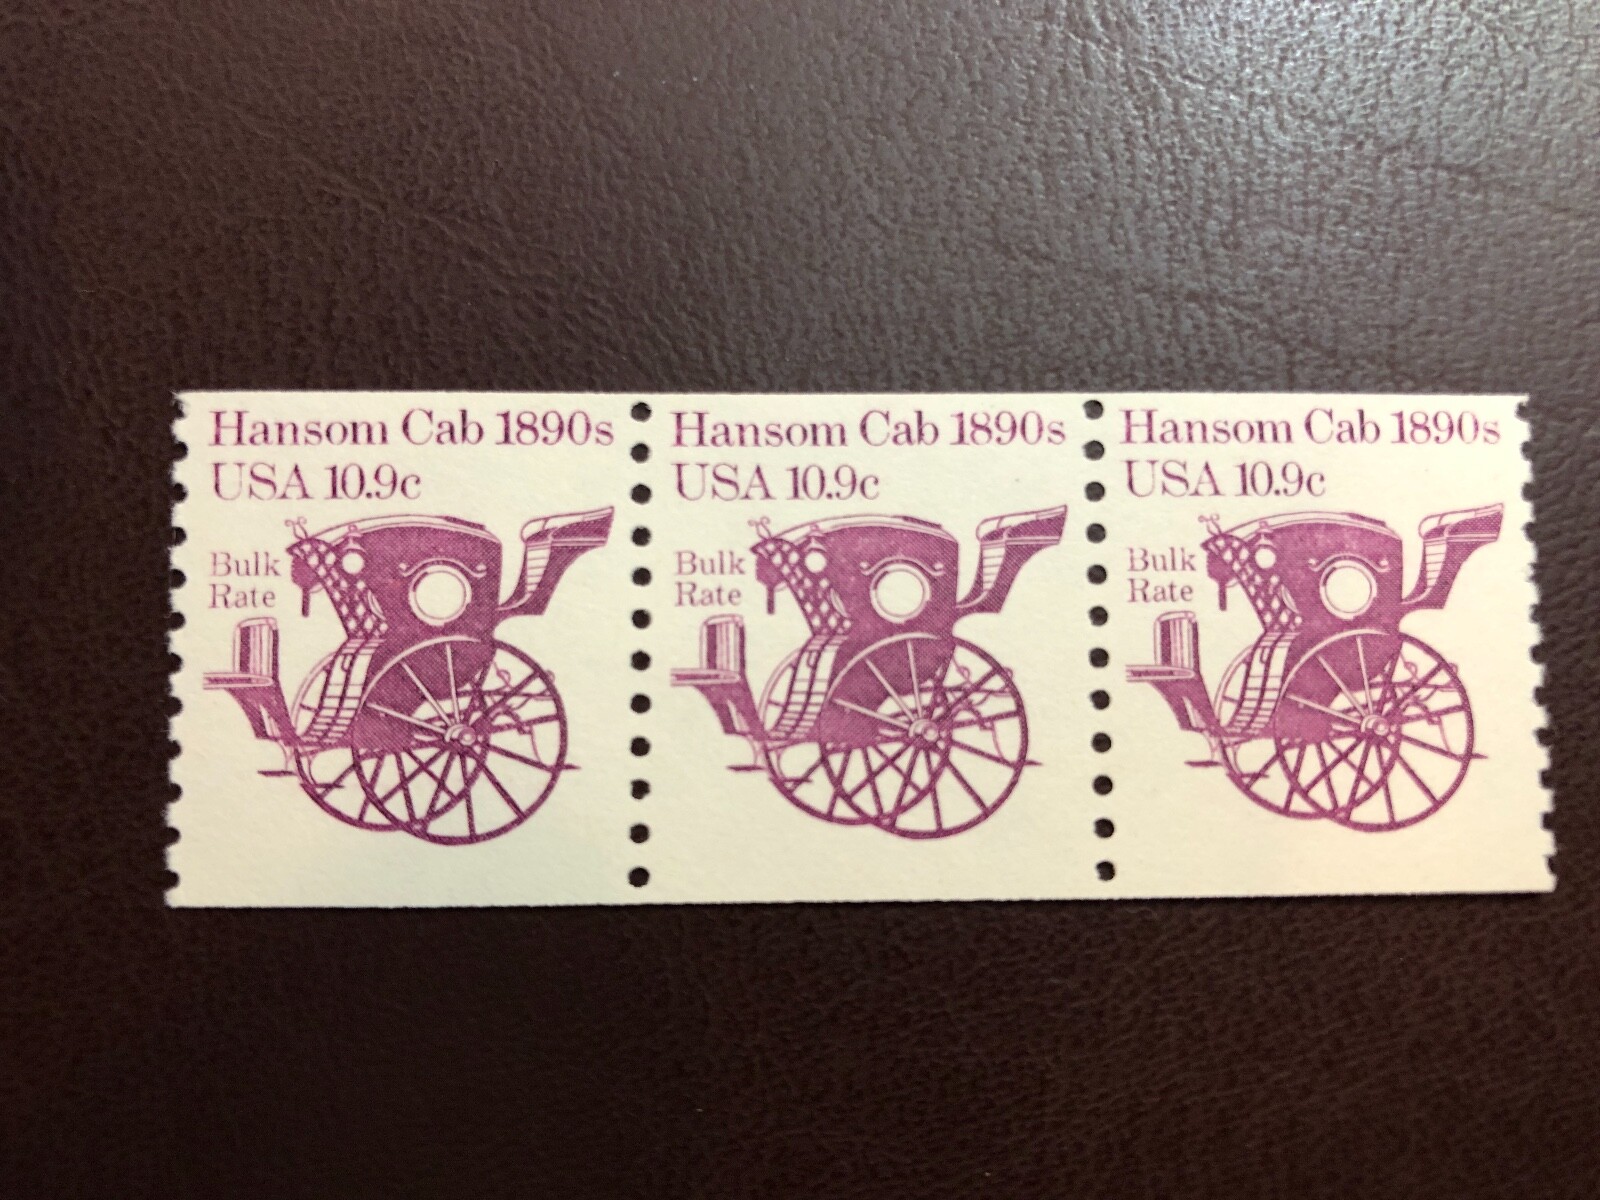 Hansom Cab 1890s
USA 10.9c
Bulk
Rate
Hansom Cab 1890s
USA 10.9c
Bulk
Rate
Hansom Cab 1890s
USA 10.9c
Bulk
Rate